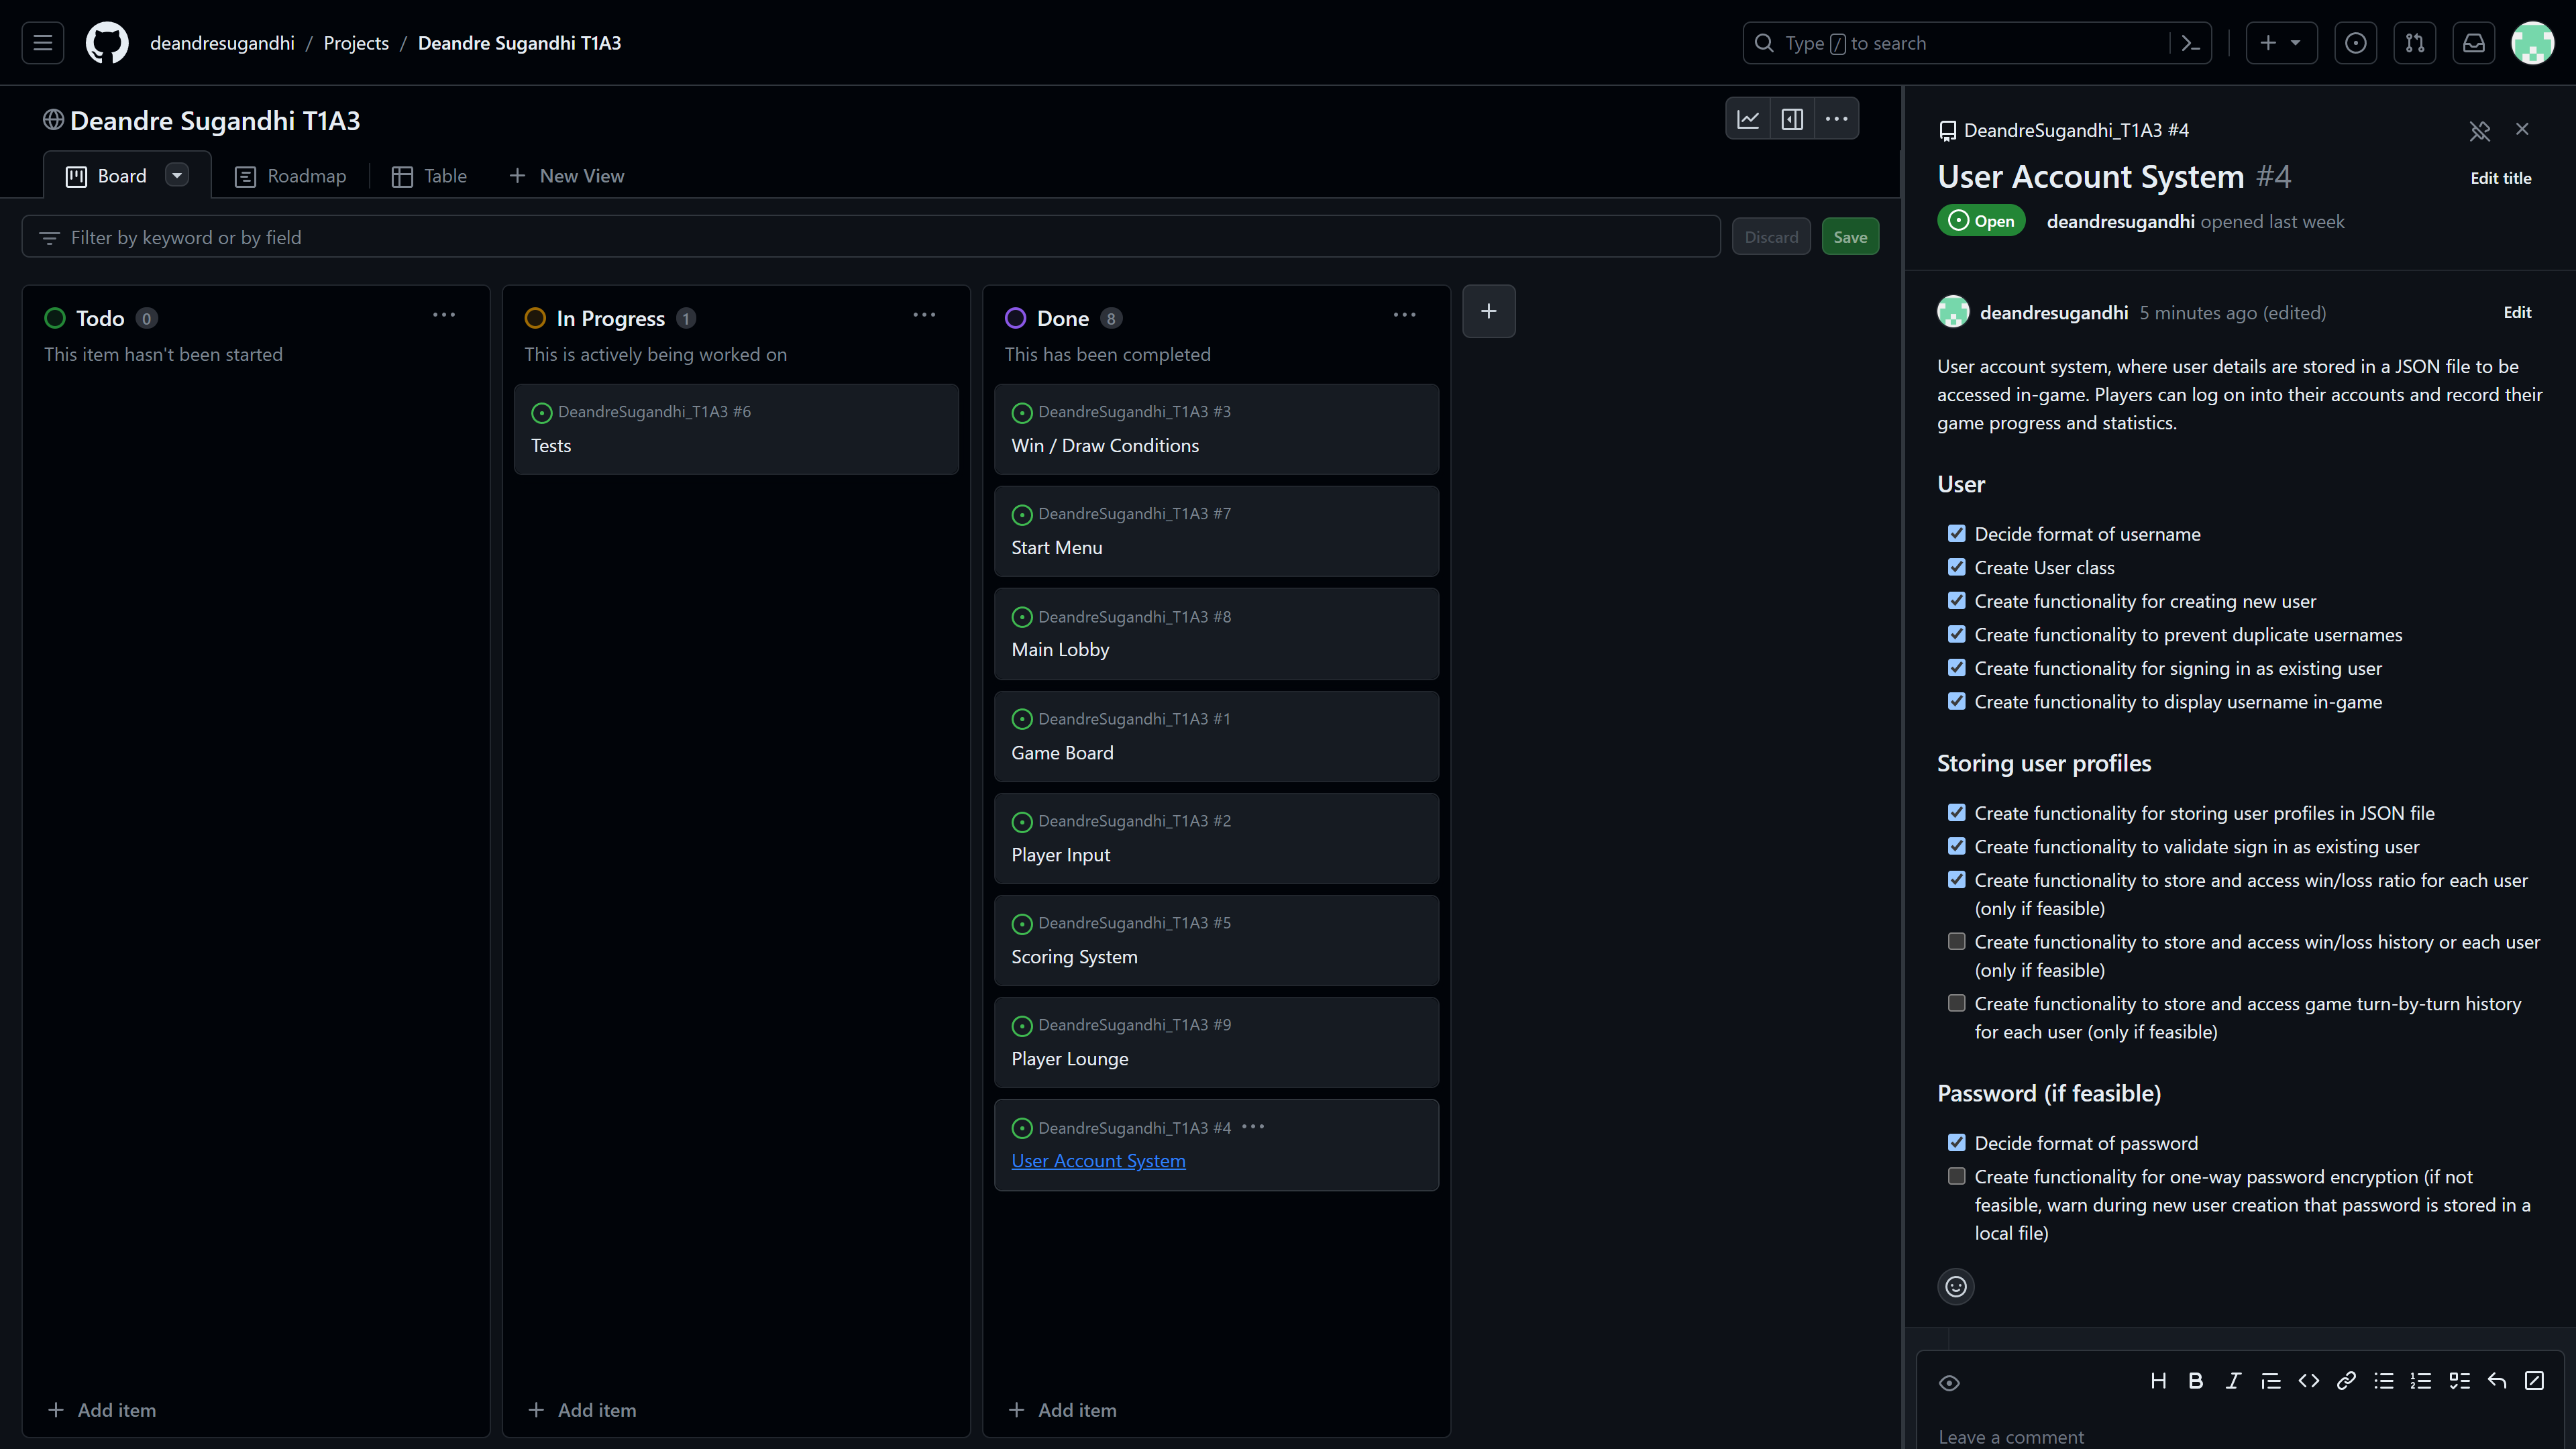 deandresugandhi / Projects / Deandre Sugandhi T1A3
Type / to search
Deandre Sugandhi T1A3
Board
Roadmap
Table
New View
Filter by keyword or by field
Discard
Save
Todo 0
This item hasn't been started
Add item
In Progress 1
This is actively being worked on
DeandreSugandhi_T1A3 #6
Tests
Add item
Done 8
This has been completed
DeandreSugandhi_T1A3 #3
Win / Draw Conditions
DeandreSugandhi_T1A3 #7
Start Menu
DeandreSugandhi_T1A3 #8
Main Lobby
DeandreSugandhi_T1A3 #1
Game Board
DeandreSugandhi_T1A3 #2
Player Input
DeandreSugandhi_T1A3 #5
Scoring System
DeandreSugandhi_T1A3 #9
Player Lounge
DeandreSugandhi_T1A3 #4
User Account System
Add item
DeandreSugandhi_T1A3 #4
User Account System #4
Edit title
Open
deandresugandhi opened last week
deandresugandhi 5 minutes ago (edited)
Edit
User account system, where user details are stored in a JSON file to be
accessed in-game. Players can log on into their accounts and record their
game progress and statistics.
User
Decide format of username
Create User class
Create functionality for creating new user
Create functionality to prevent duplicate usernames
Create functionality for signing in as existing user
Create functionality to display username in-game
Storing user profiles
Create functionality for storing user profiles in JSON file
Create functionality to validate sign in as existing user
Create functionality to store and access win/loss ratio for each user
(only if feasible)
Create functionality to store and access win/loss history or each user
(only if feasible)
Create functionality to store and access game turn-by-turn history
for each user (only if feasible)
Password (if feasible)
Decide format of password
Create functionality for one-way password encryption (if not
feasible, warn during new user creation that password is stored in a
local file)
Leave a comment